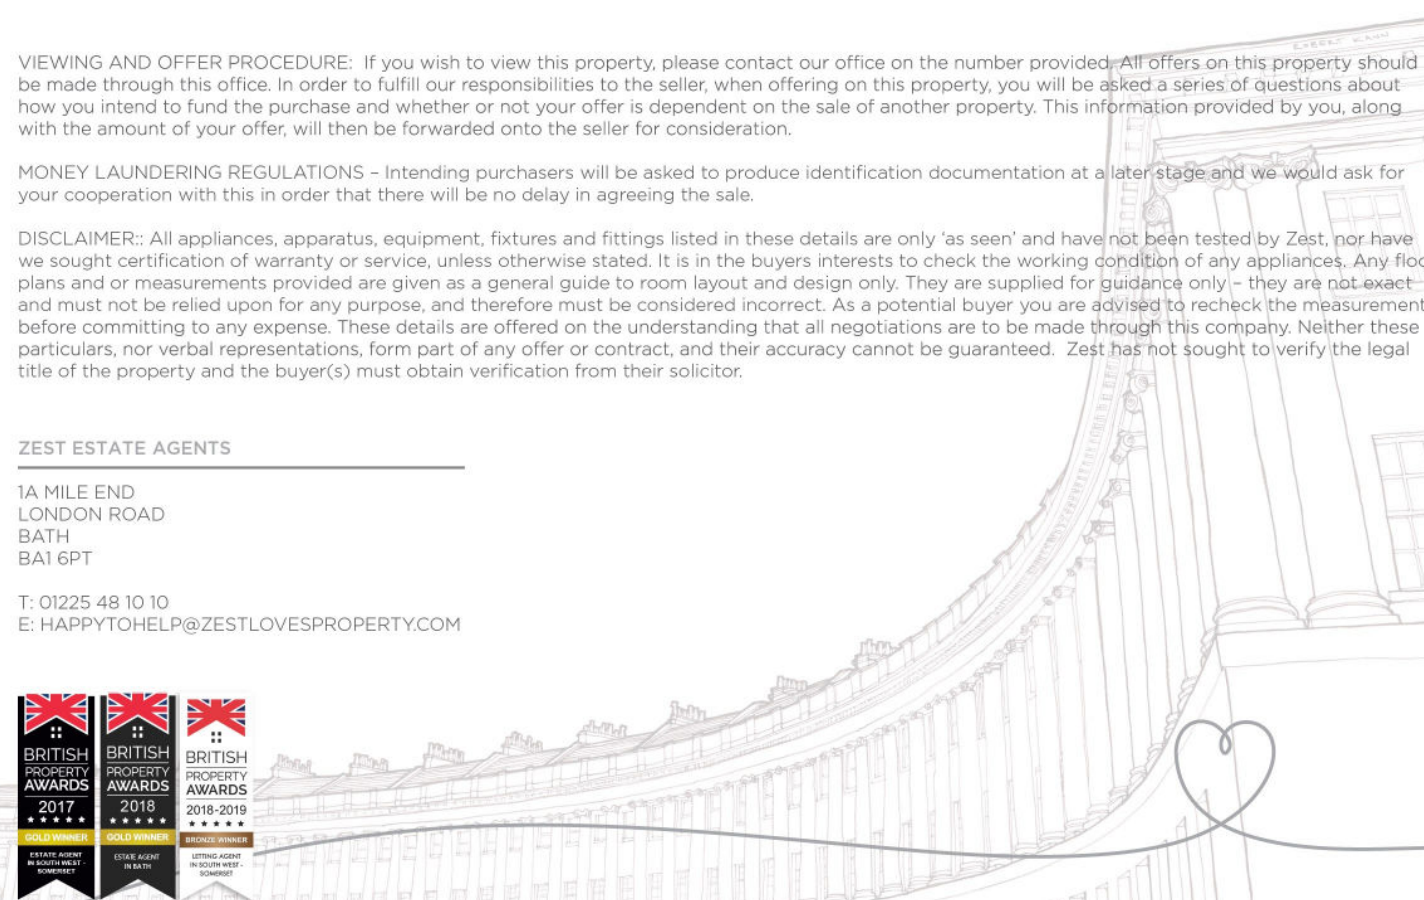 VIEWING AND OFFER PROCEDURE: If you wish to view this property, please contact our office on the number provided. All offers on this property should
be made through this office. In order to fulfill our responsibilities to the seller, when offering on this property, you will be asked a series of questions about
how you intend to fund the purchase and whether or not your offer is dependent on the sale of another property. This information provided by you, along
with the amount of your offer, will then be forwarded onto the seller for consideration.
MONEY LAUNDERING REGULATIONS – Intending purchasers will be asked to produce identification documentation at a later stage and we would ask for
your cooperation with this in order that there will be no delay in agreeing the sale.
DISCLAIMER:: All appliances, apparatus, equipment, fixtures and fittings listed in these details are only ‘as seen’ and have not been tested by Zest, nor have
we sought certification of warranty or service, unless otherwise stated. It is in the buyers interests to check the working condition of any appliances. Any floo
plans and or measurements provided are given as a general guide to room layout and design only. They are supplied for guidance only – they are not exact
and must not be relied upon for any purpose, and therefore must be considered incorrect. As a potential buyer you are advised to recheck the measurement
before committing to any expense. These details are offered on the understanding that all negotiations are to be made through this company. Neither these
particulars, nor verbal representations, form part of any offer or contract, and their accuracy cannot be guaranteed. Zest has not sought to verify the legal
title of the property and the buyer(s) must obtain verification from their solicitor.
ZEST ESTATE AGENTS
1A MILE END
LONDON ROAD
BATH
BA1 6PT
T: 01225 48 10 10
E: HAPPYTOHELP@ZESTLOVESPROPERTY.COM
BRITISH
PROPERTY
AWARDS
2017
GOLD WINNER
ESTATE AGENT
IN SOUTH WEST -
SOMERSET
BRITISH
PROPERTY
AWARDS
2018
GOLD WINNER
ESTATE AGENT
IN BATH
BRITISH
PROPERTY
AWARDS
2018-2019
BRONZE WINNER
LETTING AGENT
IN SOUTH WEST -
SOMERSET